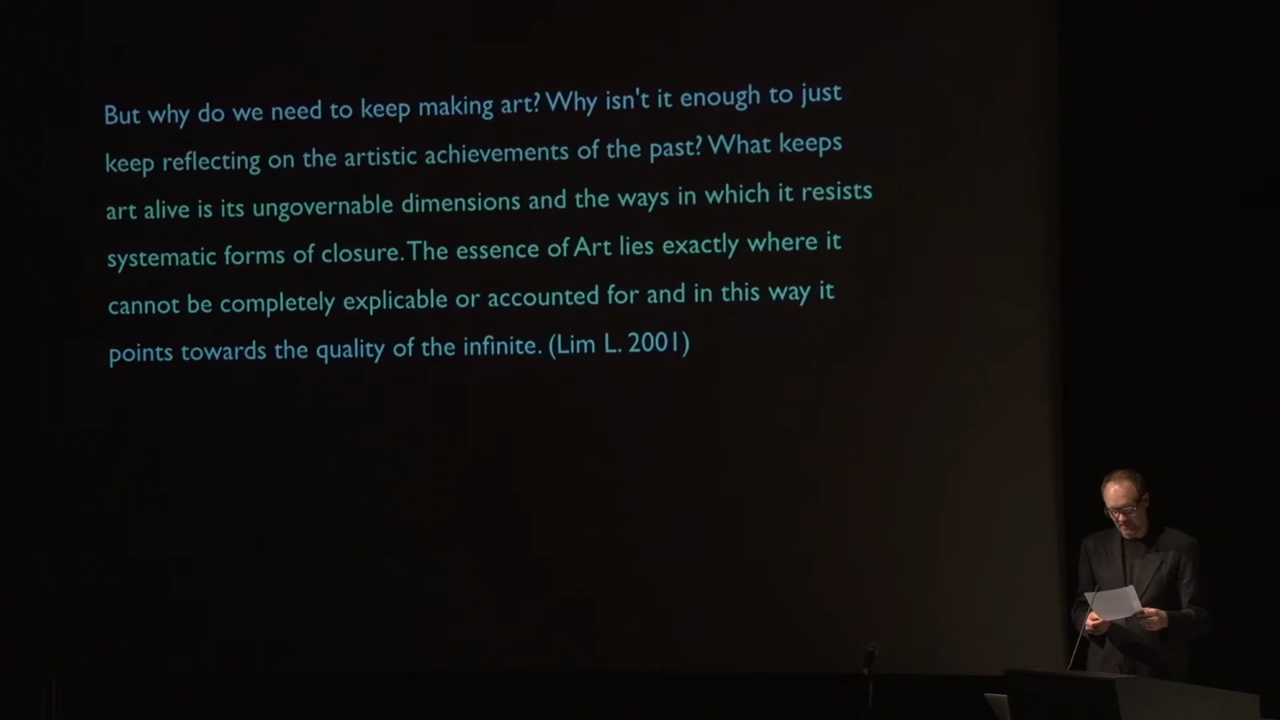 But why do we need to keep making art? Why isn't it enough to just
keep reflecting on the artistic achievements of the past? What keeps
art alive is its ungovernable dimensions and the ways in which it resists
systematic forms of closure. The essence of Art lies exactly where it
cannot be completely explicable or accounted for and in this way it
points towards the quality of the infinite. (Lim L. 2001)